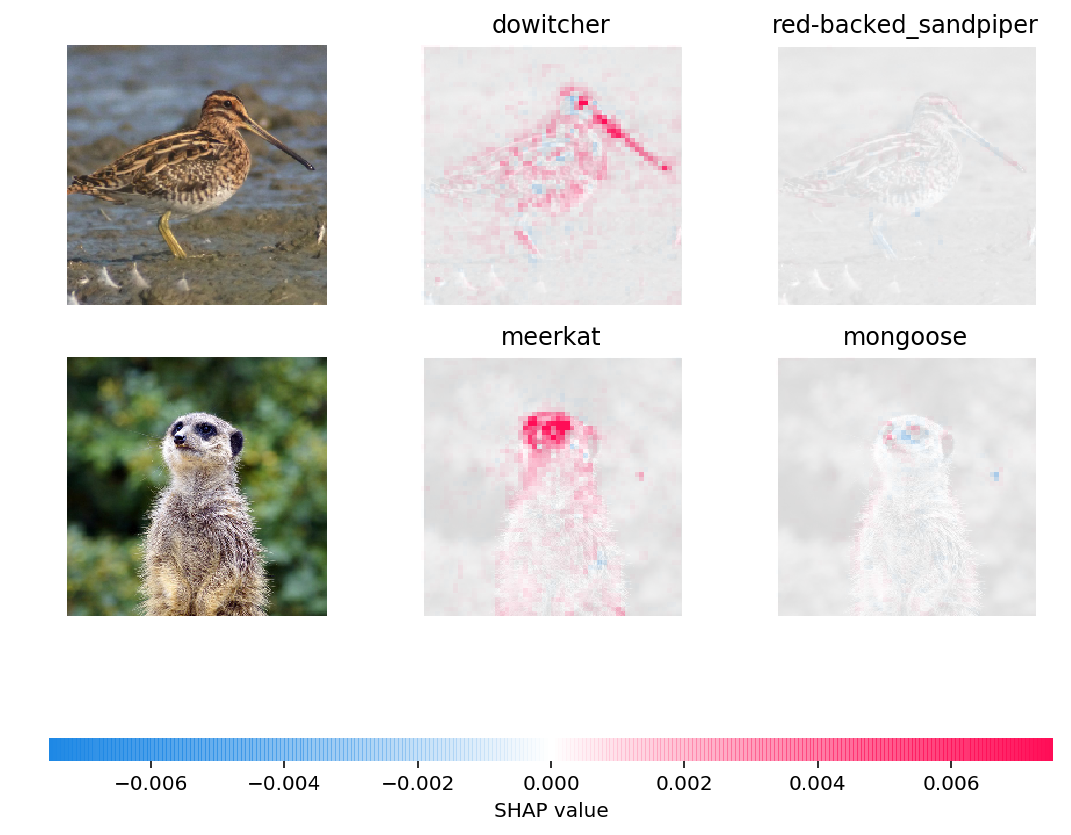 dowitcher
red-backed_sandpiper
meerkat
mongoose
−0.006 −0.004 −0.002 0.000 0.002 0.004 0.006
SHAP value